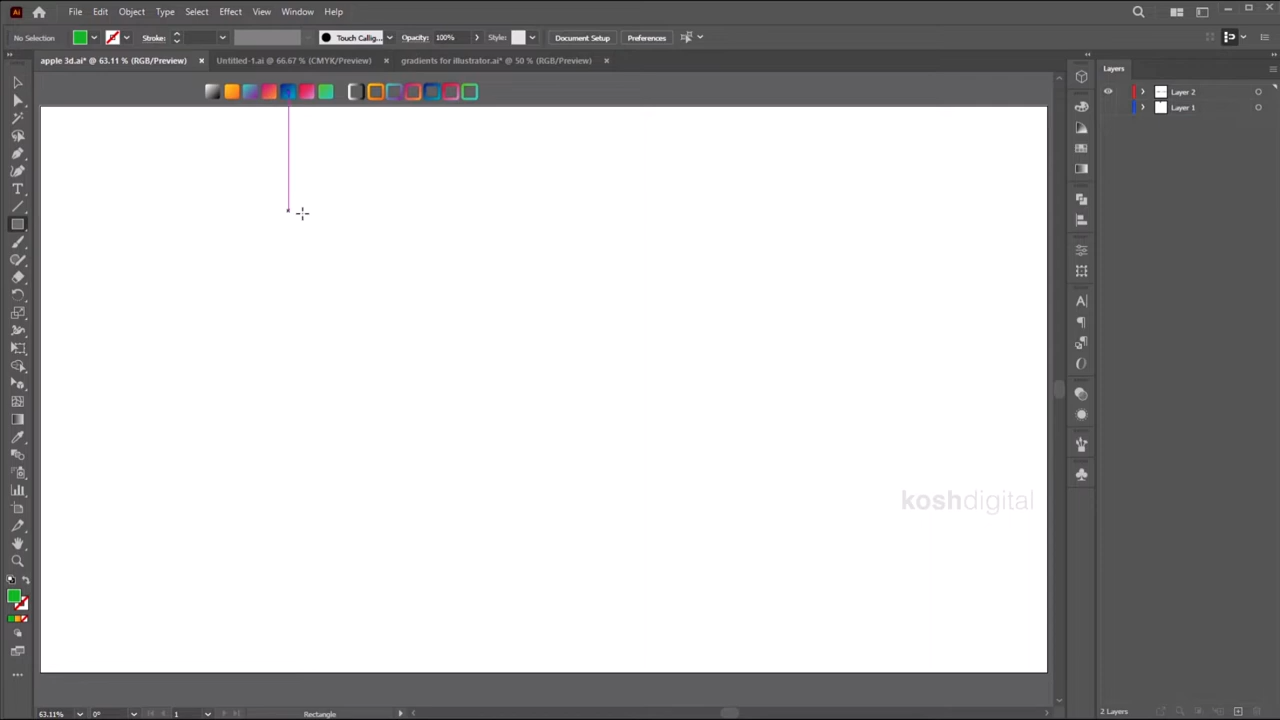 Ai File Edit Object Type Select Effect View Window Help
No Selection Stroke: Touch Callig... Opacity: 100% Style: Document Setup Preferences
apple 3d.ai* @ 63.11 % (RGB/Preview) × Untitled-1.ai @ 66.67 % (CMYK/Preview) × gradients for illustrator.ai* @ 50 % (RGB/Preview) ×
Layers
Layer 2
Layer 1
koshdigital
63.11% 0° 1 Rectangle
2 Layers